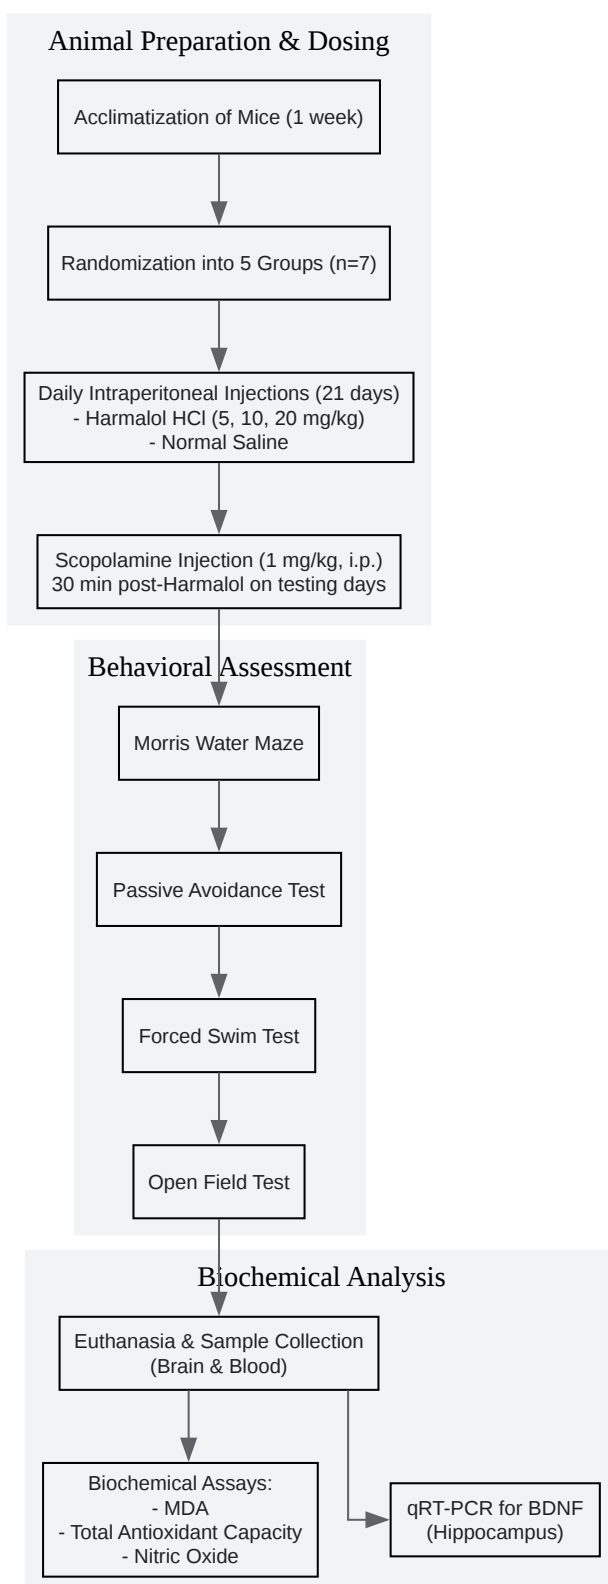 Animal Preparation & Dosing
Acclimatization of Mice (1 week)
Randomization into 5 Groups (n=7)
Daily Intraperitoneal Injections (21 days)
- Harmalol HCl (5, 10, 20 mg/kg)
- Normal Saline
Scopolamine Injection (1 mg/kg, i.p.)
30 min post-Harmalol on testing days
Behavioral Assessment
Morris Water Maze
Passive Avoidance Test
Forced Swim Test
Open Field Test
Biochemical Analysis
Euthanasia & Sample Collection
(Brain & Blood)
Biochemical Assays:
- MDA
- Total Antioxidant Capacity
- Nitric Oxide
qRT-PCR for BDNF
(Hippocampus)